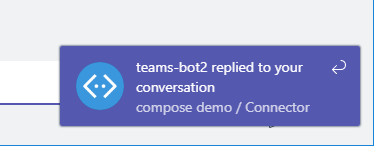 teams-bot2 replied to your
conversation
compose demo / Connector